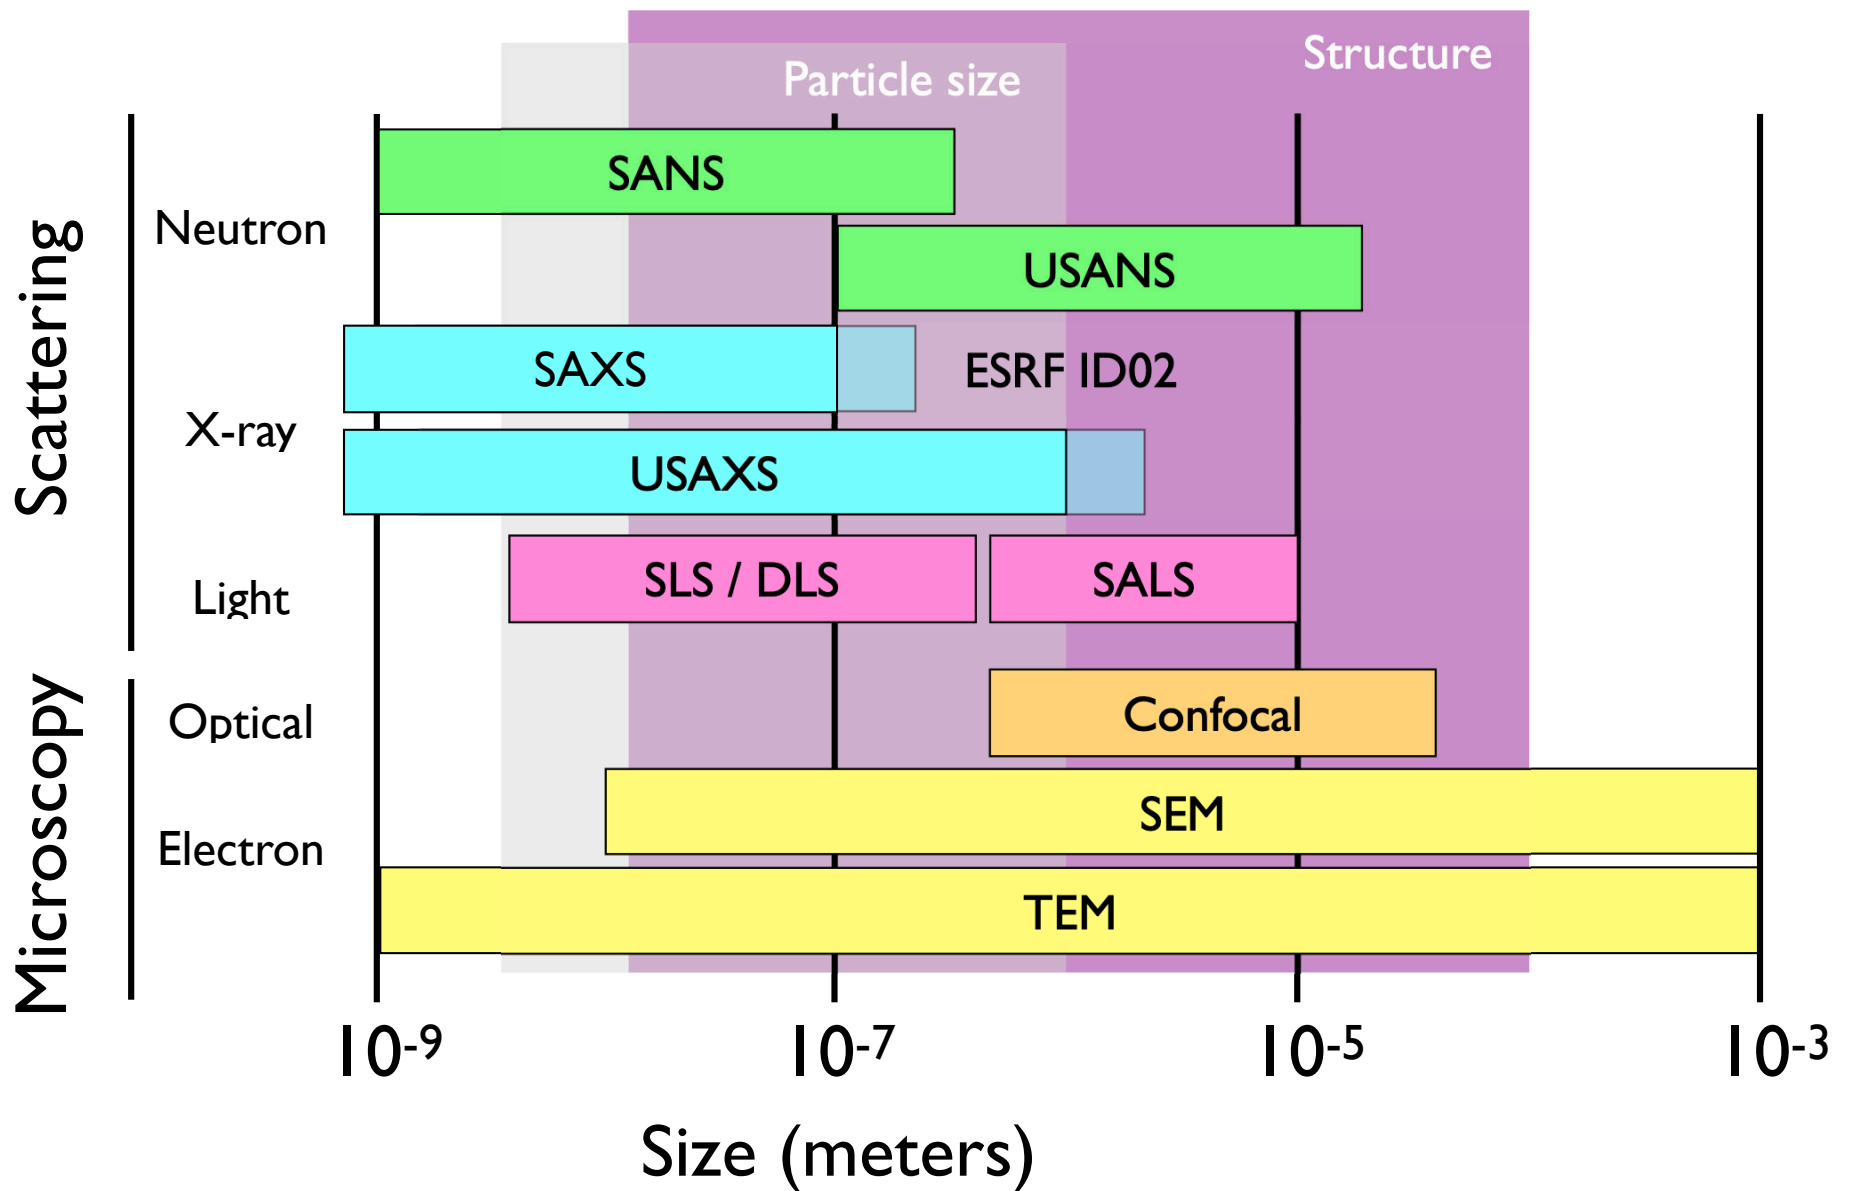 Structure
Particle size
Scattering
Neutron
SANS
USANS
X-ray
SAXS
ESRF ID02
USAXS
Light
SLS / DLS
SALS
Microscopy
Optical
Confocal
Electron
SEM
TEM
10-9
10-7
10-5
10-3
Size (meters)